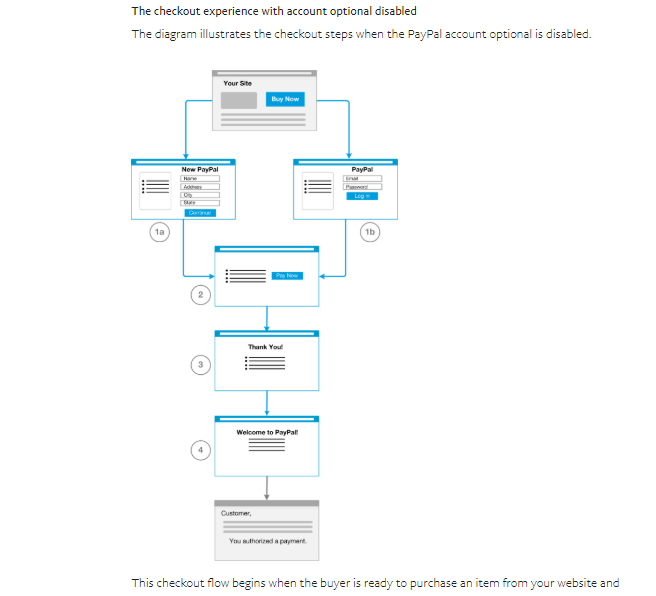 The checkout experience with account optional disabled
The diagram illustrates the checkout steps when the PayPal account optional is disabled.
Your Site
Buy Now
New PayPal
Name
Address
City
State
Continue
1a
PayPal
Email
Password
Log in
1b
Pay Now
2
Thank You!
3
Welcome to PayPal!
4
Customer,
You authorized a payment.
This checkout flow begins when the buyer is ready to purchase an item from your website and